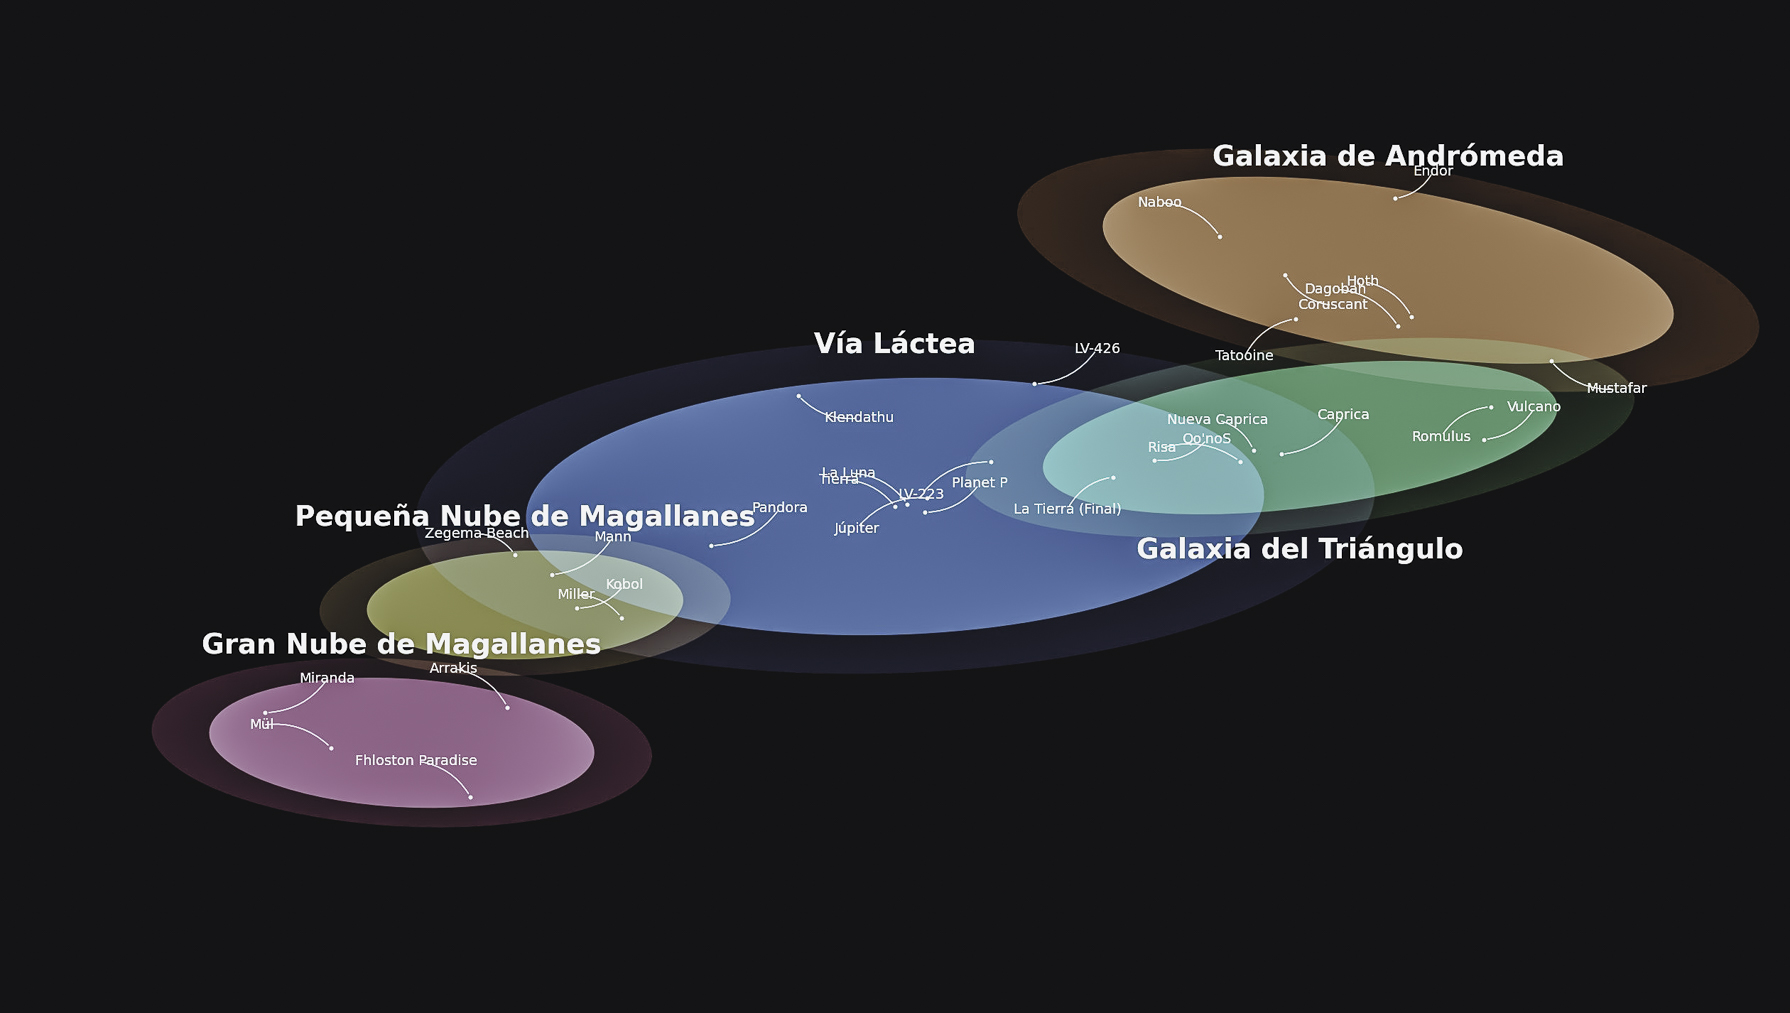 Galaxia de Andrómeda
Endor
Naboo
Hoth
Dagobah
Coruscant
Tatooine
Vía Láctea
LV-426
Mustafar
Klendathu
Nueva Caprica
Caprica
Vulcano
Qo'noS
Romulus
Risa
La Luna
Tierra
Planet P
LV-223
Pandora
La Tierra (Final)
Júpiter
Pequeña Nube de Magallanes
Zegema Beach
Mann
Galaxia del Triángulo
Kobol
Miller
Gran Nube de Magallanes
Arrakis
Miranda
Mül
Fhloston Paradise